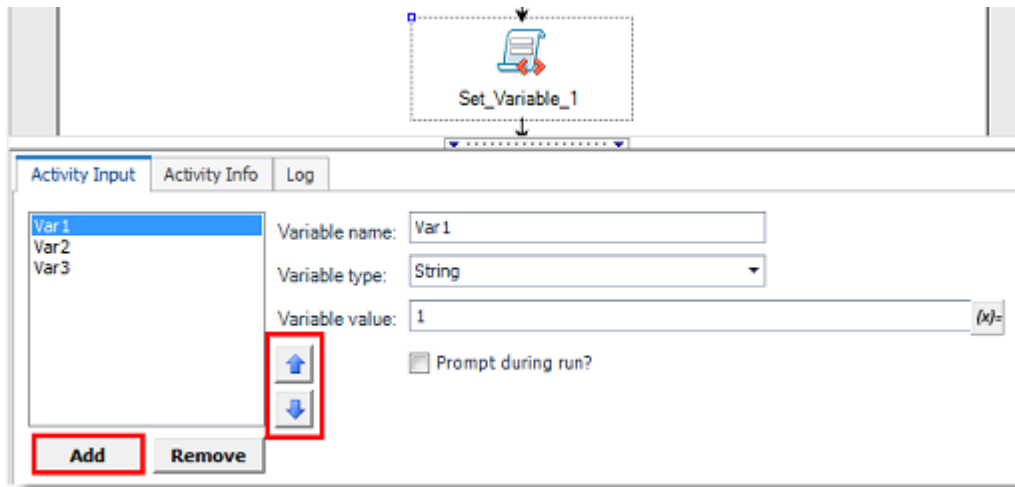 Set_Variable_1
Activity Input
Activity Info
Log
Var1
Var2
Var3
Variable name:
Var1
Variable type:
String
Variable value:
1
(x)=
Prompt during run?
Add
Remove